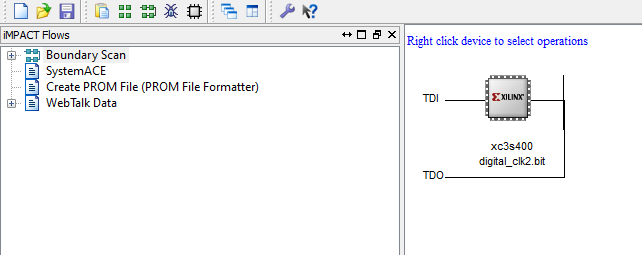 iMPACT Flows
Boundary Scan
SystemACE
Create PROM File (PROM File Formatter)
WebTalk Data
Right click device to select operations
TDI
XILINX
xc3s400
digital_clk2.bit
TDO